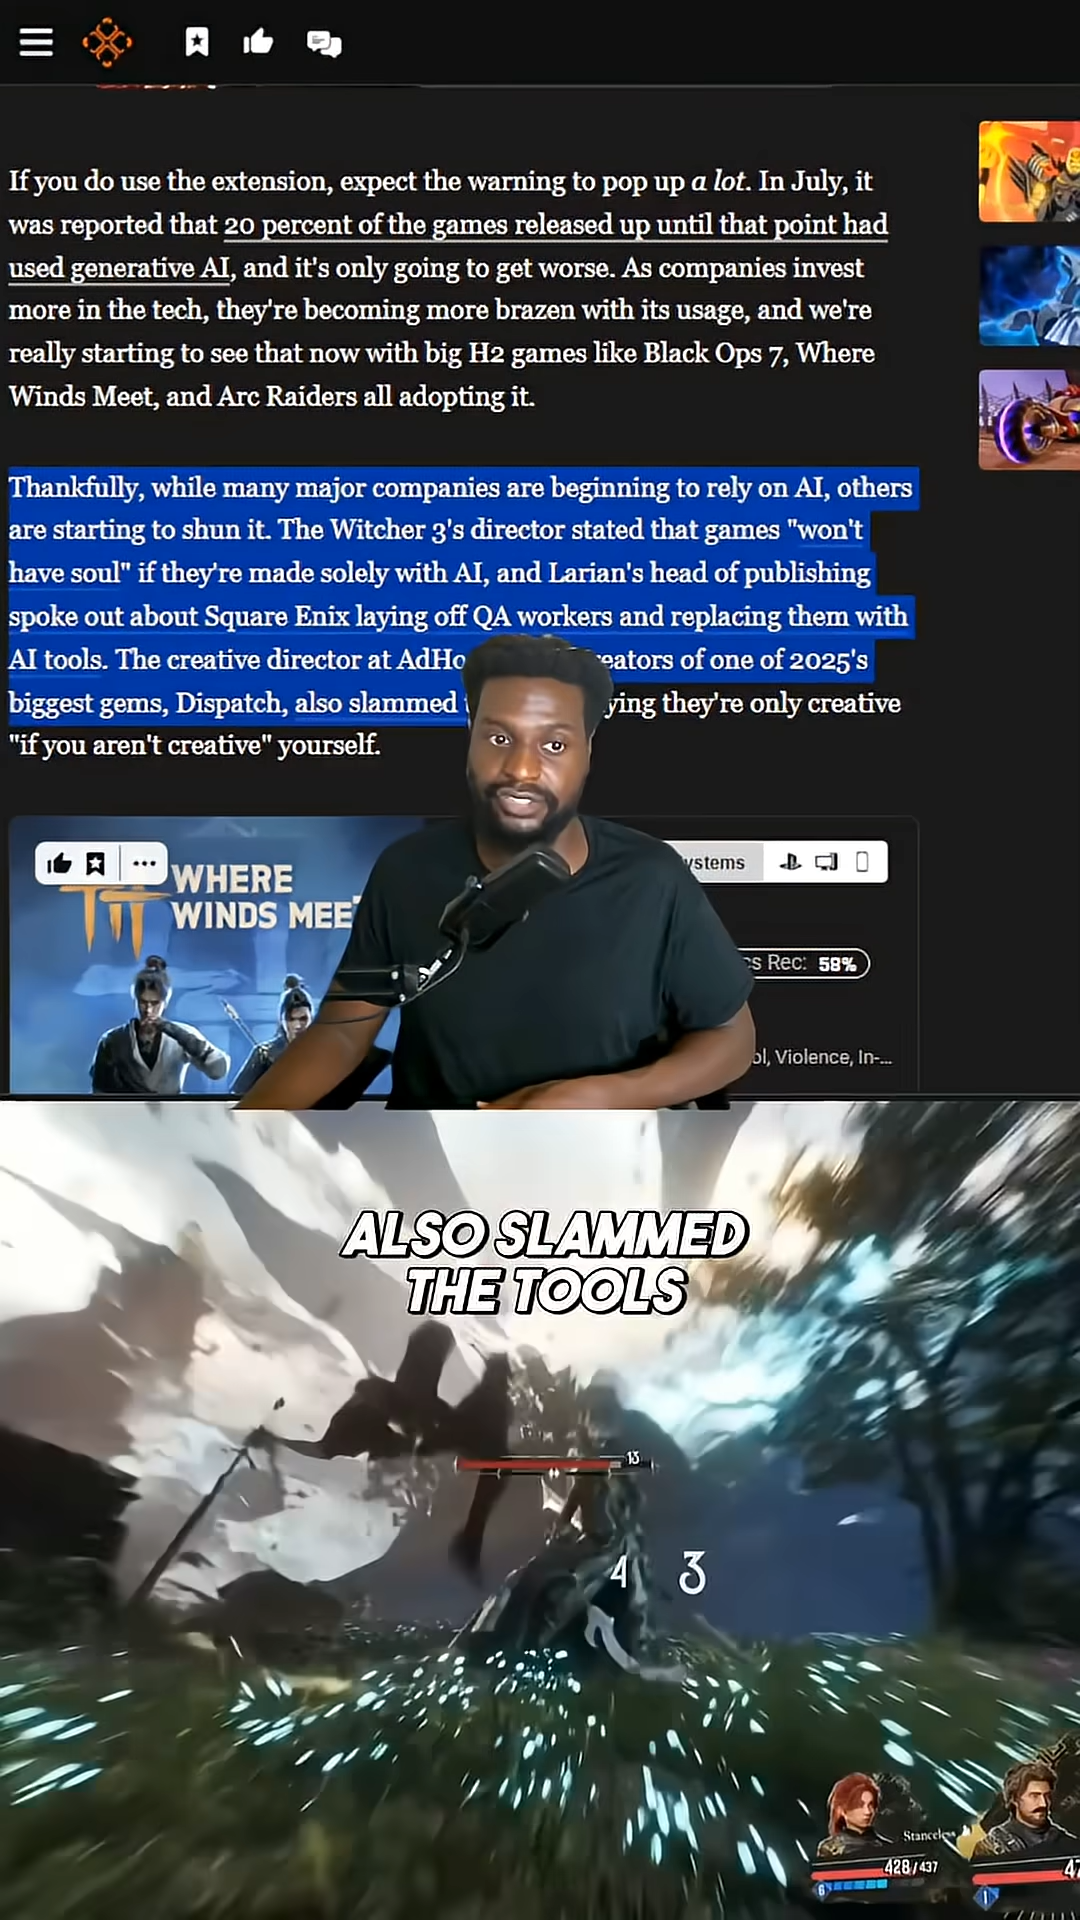 If you do use the extension, expect the warning to pop up a lot. In July, it
was reported that 20 percent of the games released up until that point had
used generative AI, and it's only going to get worse. As companies invest
more in the tech, they're becoming more brazen with its usage, and we're
really starting to see that now with big H2 games like Black Ops 7, Where
Winds Meet, and Arc Raiders all adopting it.
Thankfully, while many major companies are beginning to rely on AI, others
are starting to shun it. The Witcher 3's director stated that games "won't
have soul" if they're made solely with AI, and Larian's head of publishing
spoke out about Square Enix laying off QA workers and replacing them with
AI tools. The creative director at AdHo eators of one of 2025's
biggest gems, Dispatch, also slammed ying they're only creative
"if you aren't creative" yourself.
WHERE
WINDS MEE
ystems
cs Rec: 58%
ol, Violence, In-...
ALSO SLAMMED
THE TOOLS
13
4 3
Stanceless
428/437
47
6
1